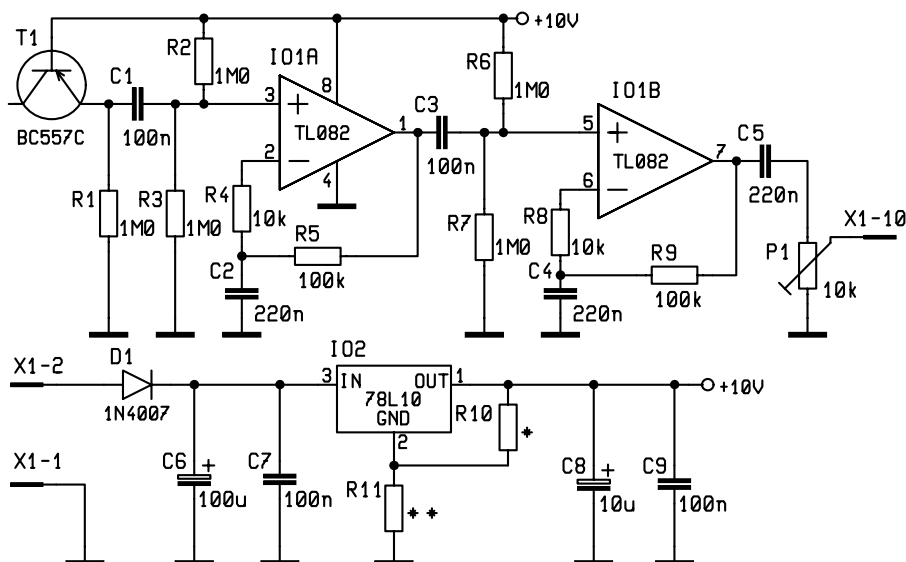 +10V
T1
R2
1M0
IO1A
8
R6
1M0
IO1B
C1
100n
3
+
TL082
1
C3
100n
5
+
TL082
7
C5
220n
BC557C
2
−
4
6
−
R1
1M0
R3
1M0
R4
10k
R5
100k
R7
1M0
R8
10k
R9
100k
X1-10
P1
10k
C2
220n
C4
220n
X1-2
D1
1N4007
IO2
3
IN
OUT
1
78L10
GND
2
+10V
R10
*
X1-1
C6
+
100u
C7
100n
R11
* *
C8
+
10u
C9
100n